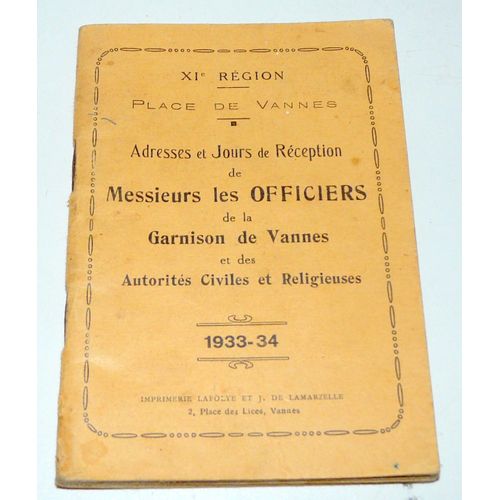 XIe RÉGION
PLACE DE VANNES
Adresses et Jours de Réception
de
Messieurs les OFFICIERS
de la
Garnison de Vannes
et des
Autorités Civiles et Religieuses
1933-34
IMPRIMERIE LAFOLYE ET J. DE LAMARZELLE
2, Place des Lices, Vannes